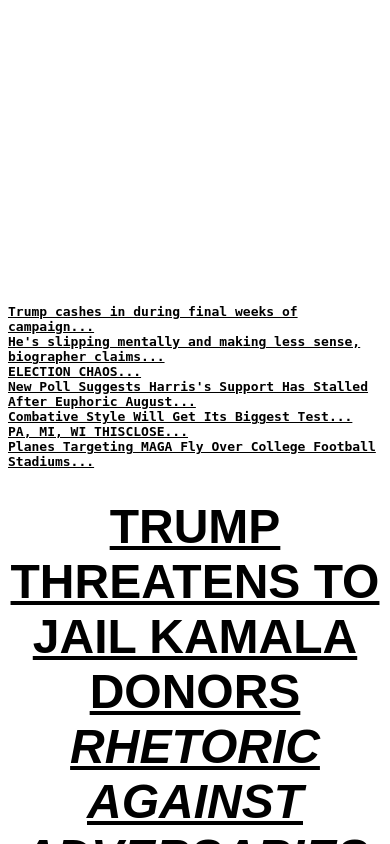 Trump cashes in during final weeks of
campaign...
He's slipping mentally and making less sense,
biographer claims...
ELECTION CHAOS...
New Poll Suggests Harris's Support Has Stalled
After Euphoric August...
Combative Style Will Get Its Biggest Test...
PA, MI, WI THISCLOSE...
Planes Targeting MAGA Fly Over College Football
Stadiums...
TRUMP
THREATENS TO
JAIL KAMALA
DONORS
RHETORIC
AGAINST
ADVERSARIES